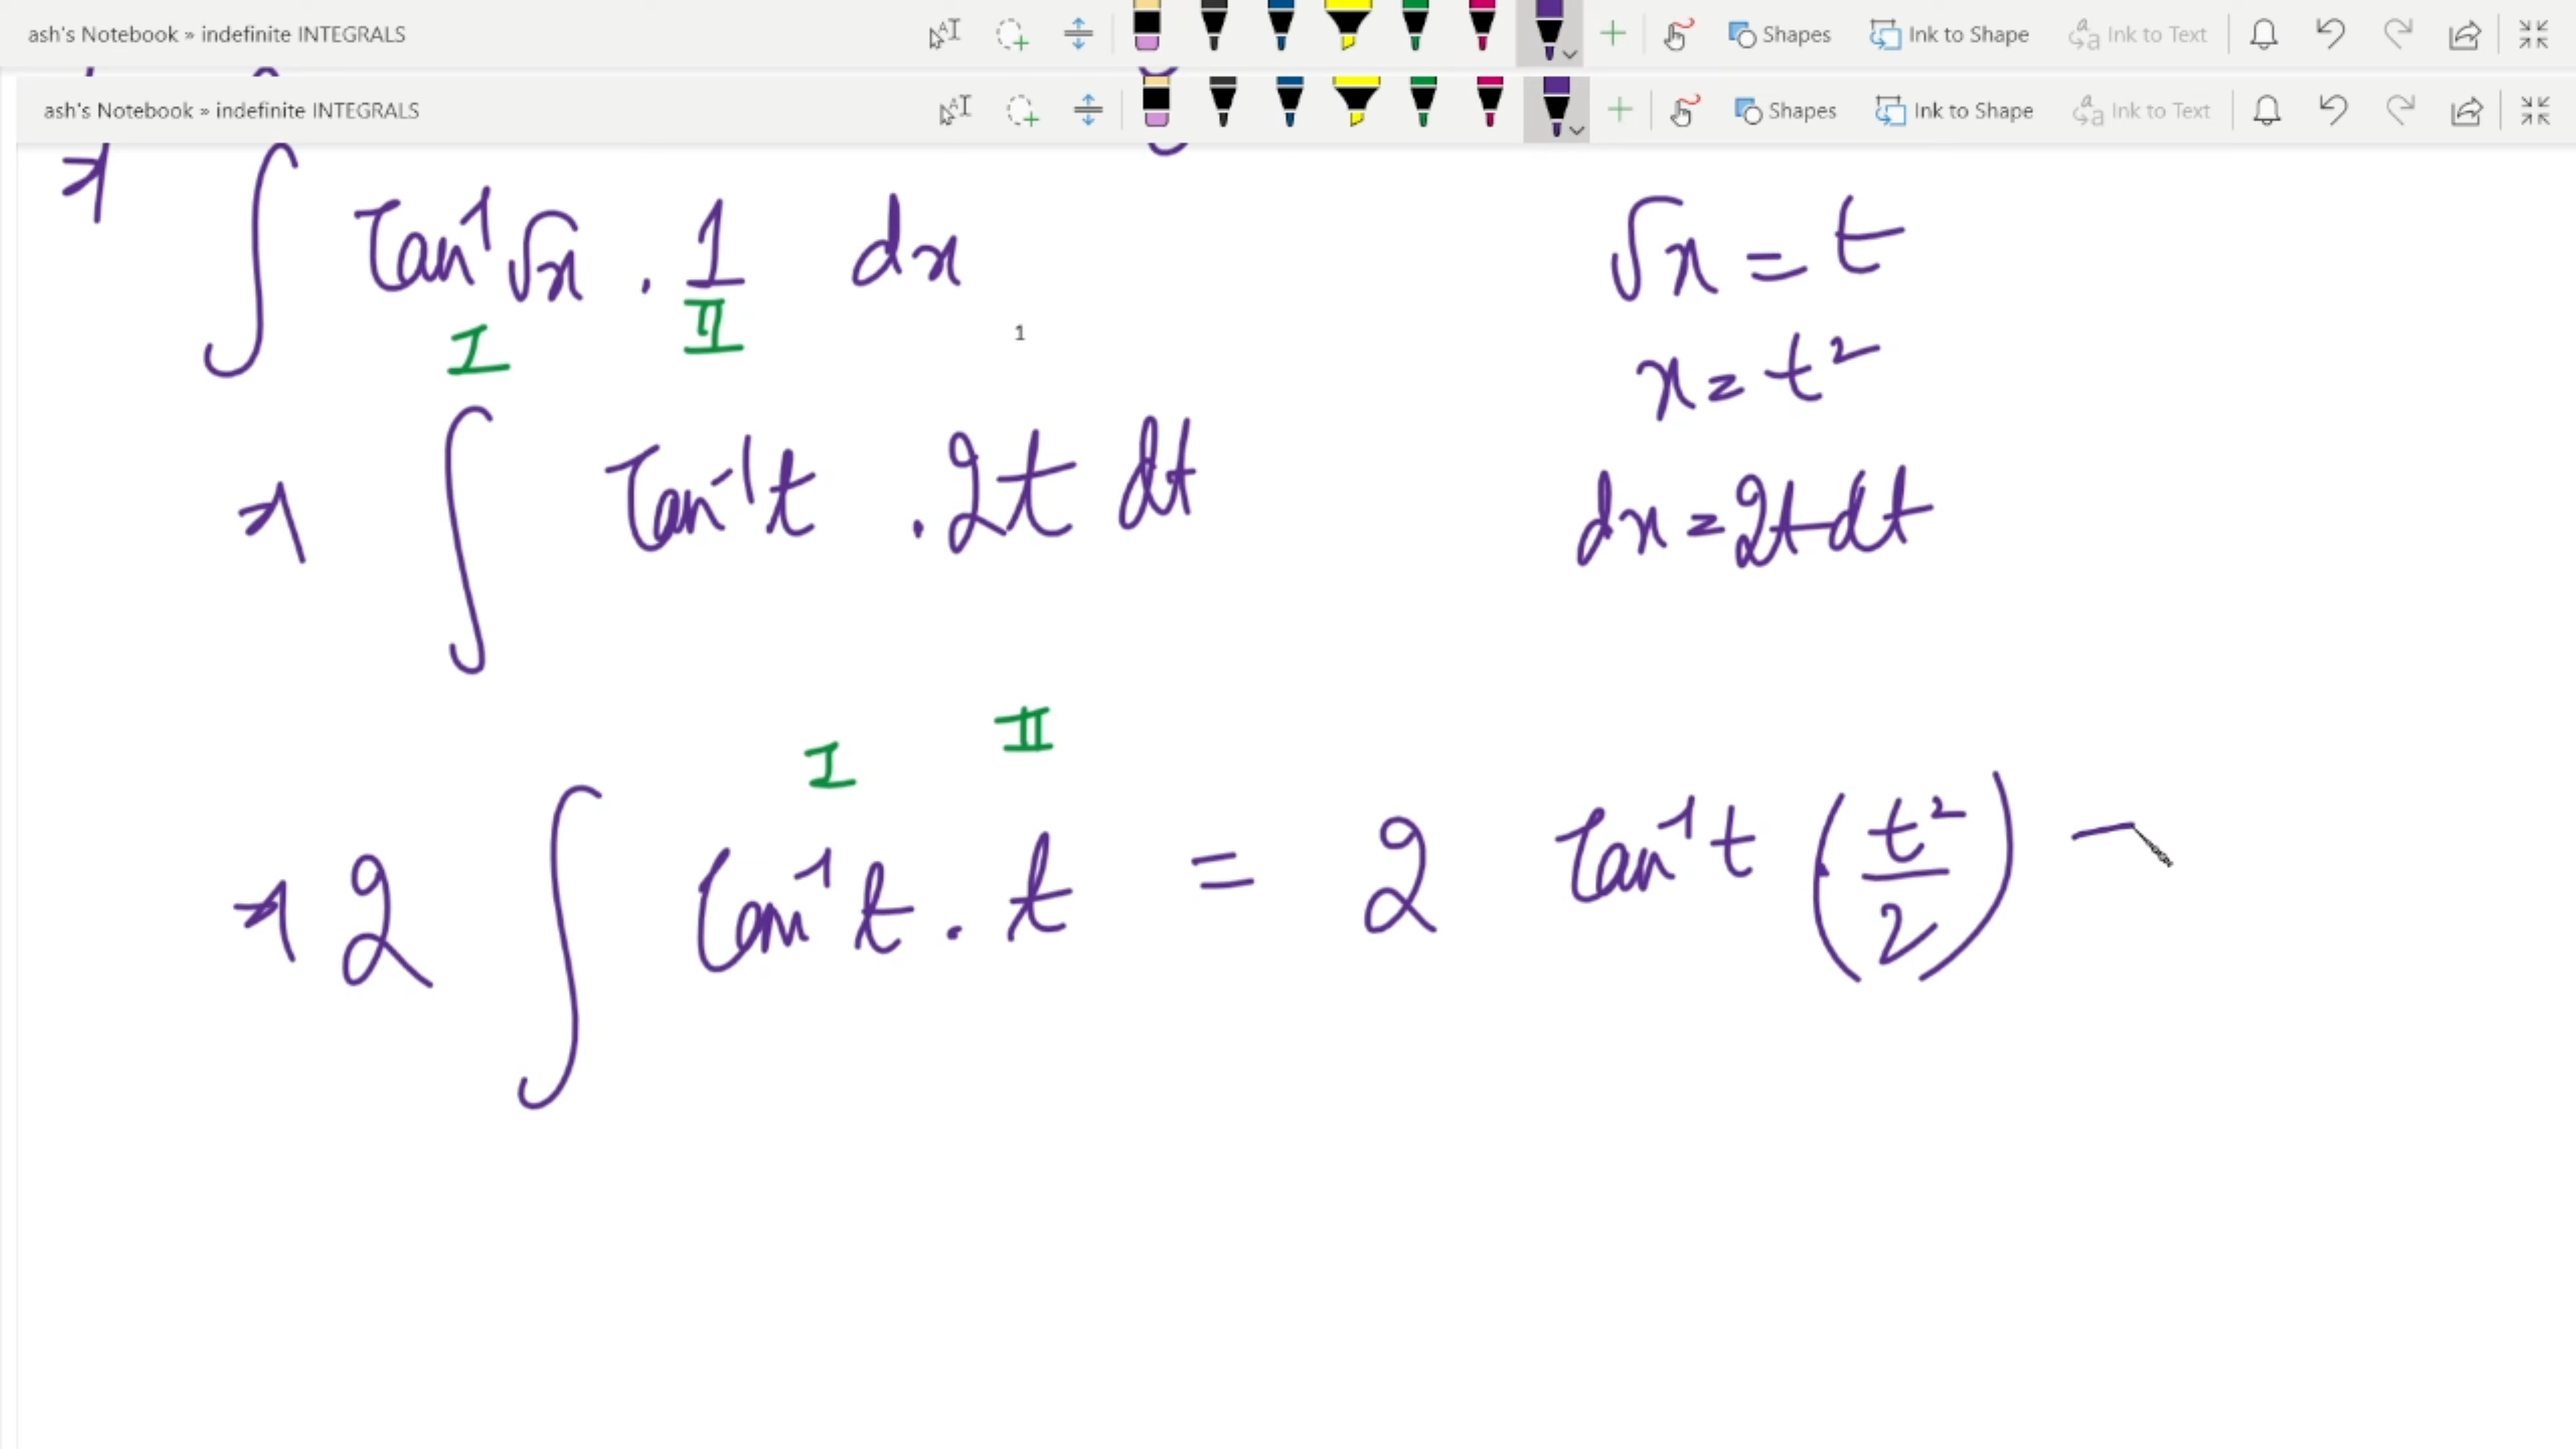 ash's Notebook » indefinite INTEGRALS Shapes Ink to Shape Ink to Text
ash's Notebook » indefinite INTEGRALS Shapes Ink to Shape Ink to Text
∫ tan⁻¹√x . 1 dx
I II
1
√x = t
x = t²
∫ tan⁻¹t . 2t dt
dx = 2t dt
I II
2 ∫ tan⁻¹t . t = 2 tan⁻¹t (t²/2) –